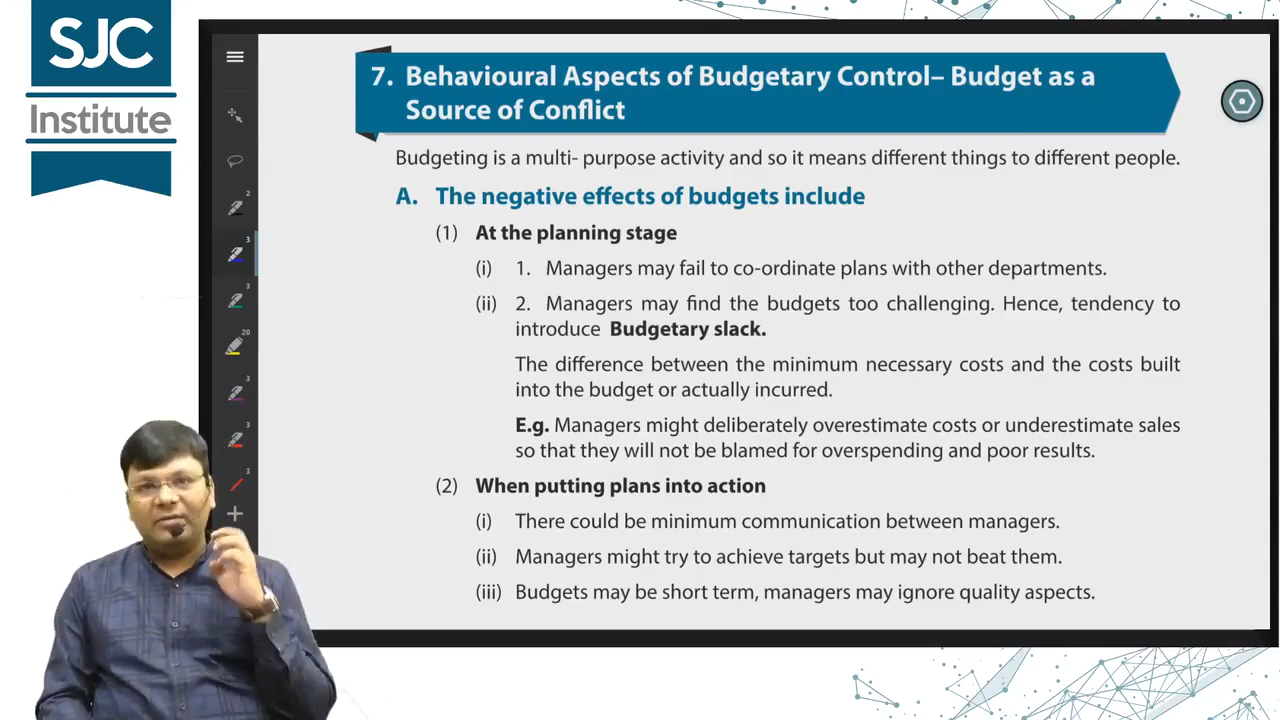 SJC
Institute
7. Behavioural Aspects of Budgetary Control– Budget as a
Source of Conflict
Budgeting is a multi- purpose activity and so it means different things to different people.
A. The negative effects of budgets include
(1) At the planning stage
(i) 1. Managers may fail to co-ordinate plans with other departments.
(ii) 2. Managers may find the budgets too challenging. Hence, tendency to
introduce Budgetary slack.
The difference between the minimum necessary costs and the costs built
into the budget or actually incurred.
E.g. Managers might deliberately overestimate costs or underestimate sales
so that they will not be blamed for overspending and poor results.
(2) When putting plans into action
(i) There could be minimum communication between managers.
(ii) Managers might try to achieve targets but may not beat them.
(iii) Budgets may be short term, managers may ignore quality aspects.
2
3
3
20
3
3
3